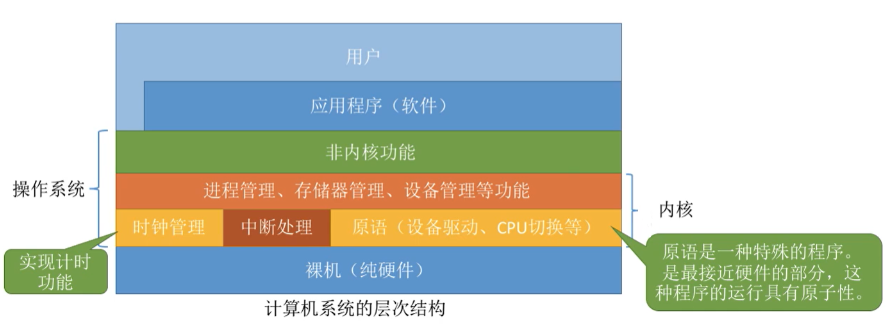 用户
应用程序（软件）
非内核功能
操作系统
进程管理、存储器管理、设备管理等功能
内核
时钟管理
中断处理
原语（设备驱动、CPU切换等）
实现计时
功能
裸机（纯硬件）
原语是一种特殊的程序。
是最接近硬件的部分，这
种程序的运行具有原子性。
计算机系统的层次结构